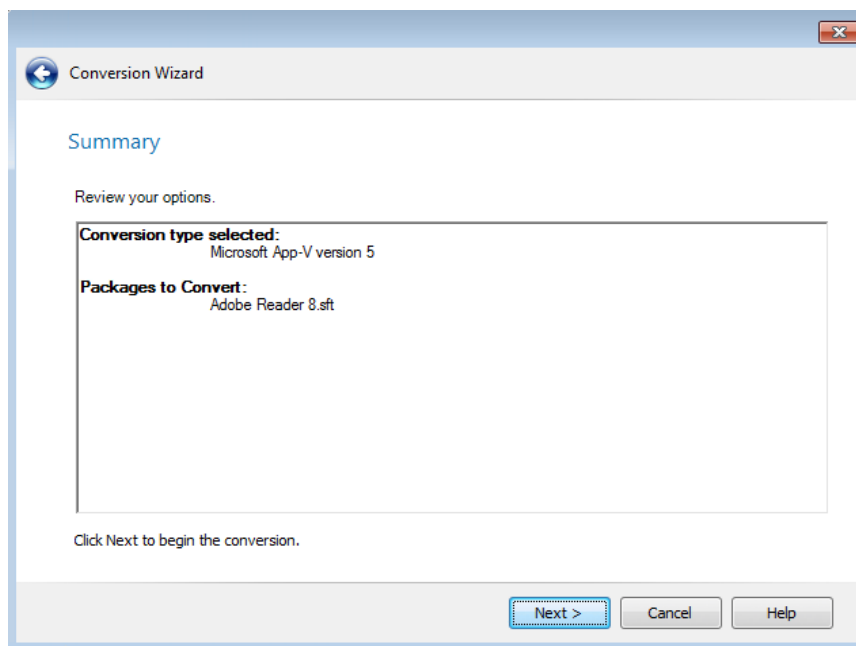 Conversion Wizard
Summary
Review your options.
Conversion type selected:
Microsoft App-V version 5
Packages to Convert:
Adobe Reader 8.sft
Click Next to begin the conversion.
Next >
Cancel
Help